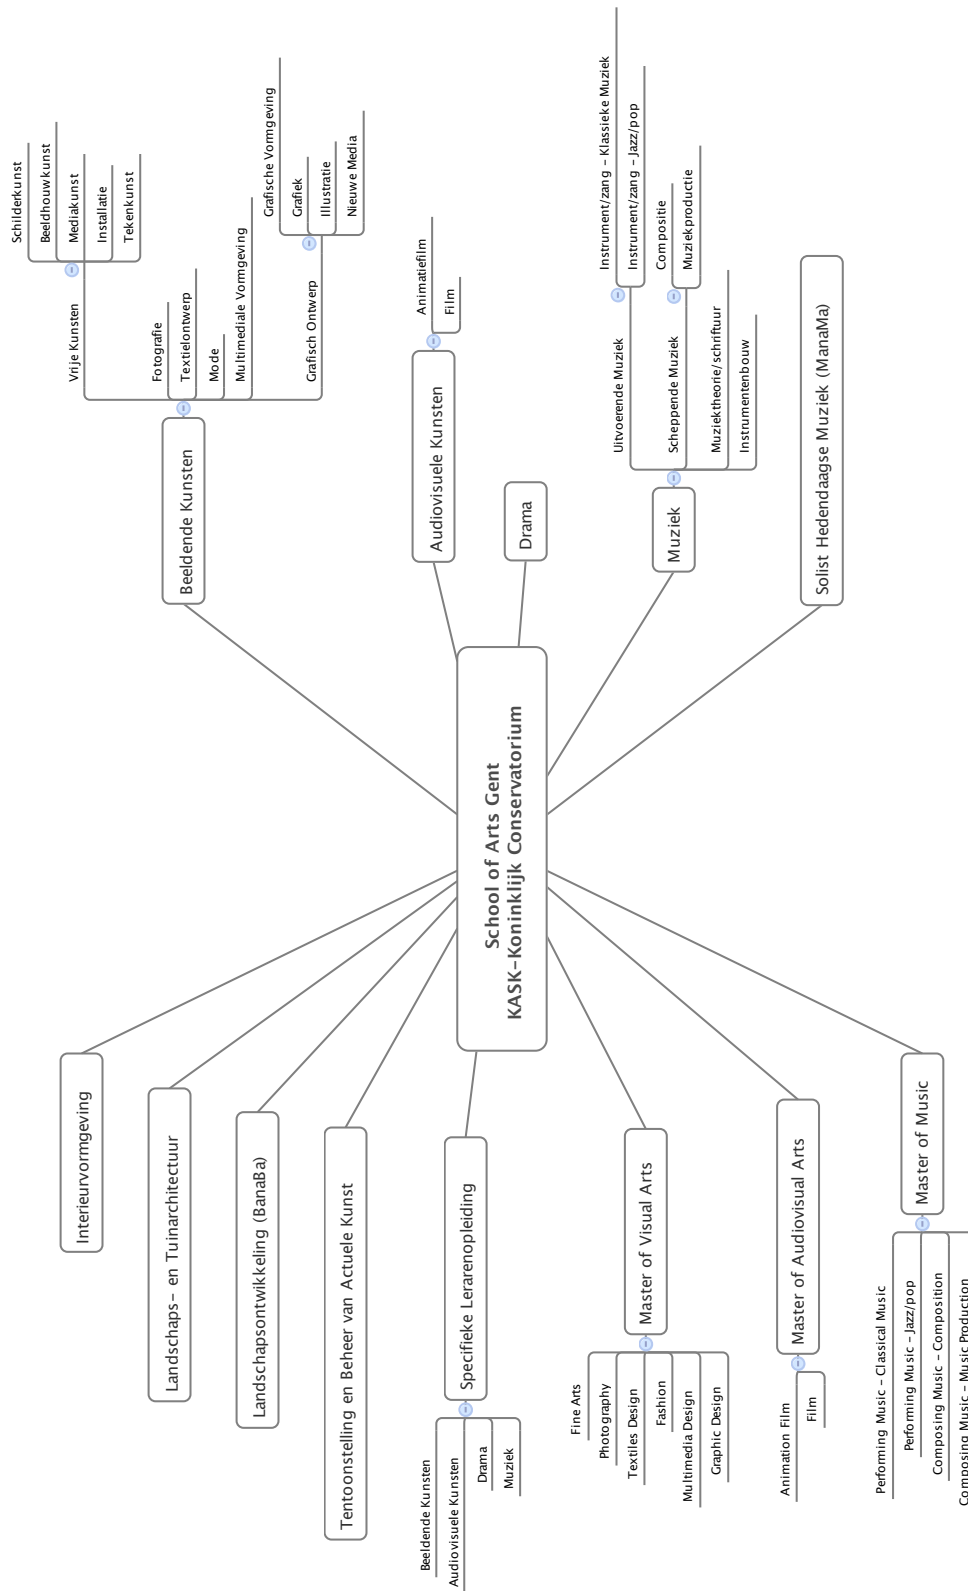 School of Arts Gent
KASK-Koninklijk Conservatorium
Beeldende Kunsten
Vrije Kunsten
Schilderkunst
Beeldhouwkunst
Mediakunst
Installatie
Tekenkunst
Fotografie
Textielontwerp
Mode
Multimediale Vormgeving
Grafisch Ontwerp
Grafische Vormgeving
Grafiek
Illustratie
Nieuwe Media
Audiovisuele Kunsten
Animatiefilm
Film
Drama
Muziek
Uitvoerende Muziek
Instrument/zang - Klassieke Muziek
Instrument/zang - Jazz/pop
Scheppende Muziek
Compositie
Muziekproductie
Muziektheorie/schriftuur
Instrumentenbouw
Solist Hedendaagse Muziek (ManaMa)
Interieurvormgeving
Landschaps- en Tuinarchitectuur
Landschapsontwikkeling (BanaBa)
Tentoonstelling en Beheer van Actuele Kunst
Specifieke Lerarenopleiding
Beeldende Kunsten
Audiovisuele Kunsten
Drama
Muziek
Master of Visual Arts
Fine Arts
Photography
Textiles Design
Fashion
Multimedia Design
Graphic Design
Master of Audiovisual Arts
Animation Film
Film
Master of Music
Performing Music - Classical Music
Performing Music - Jazz/pop
Composing Music - Composition
Composing Music - Music Production